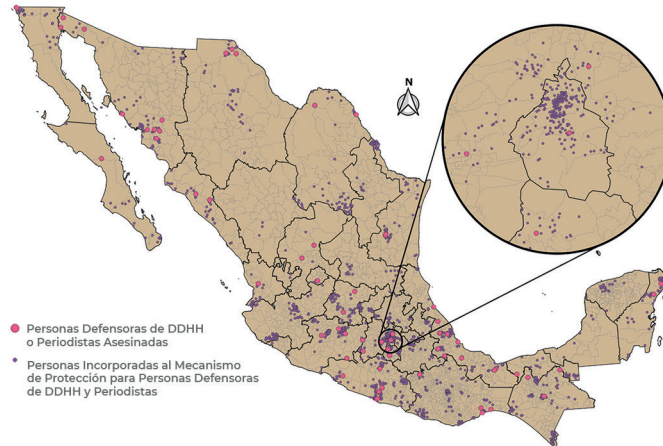 N
Personas Defensoras de DDHH
o Periodistas Asesinadas
Personas Incorporadas al Mecanismo
de Protección para Personas Defensoras
de DDHH y Periodistas